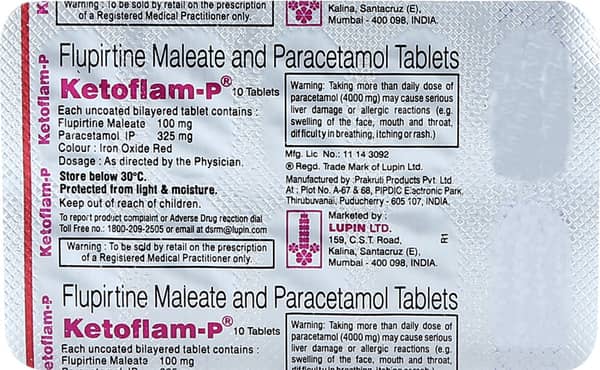 Warning : To be sold by retail on the prescription
of a Registered Medical Practitioner only.
Kalina, Santacruz (E),
Mumbai - 400 098, INDIA.
Flupirtine Maleate and Paracetamol Tablets
Ketoflam-P® 10 Tablets
Each uncoated bilayered tablet contains :
Flupirtine Maleate 100 mg
Paracetamol IP 325 mg
Colour : Iron Oxide Red
Dosage : As directed by the Physician.
Store below 30°C.
Protected from light & moisture.
Keep out of reach of children.
To report product complaint or Adverse Drug reaction dial
Toll Free no.: 1800-209-2505 or email at dsrm@lupin.com
Warning : To be sold by retail on the prescription
of a Registered Medical Practitioner only.
Warning: Taking more than daily dose of
paracetamol (4000 mg) may cause serious
liver damage or allergic reactions (e.g.
swelling of the face, mouth and throat,
difficulty in breathing, itching or rash.)
Mfg. Lic No.: 11 14 3092
® Regd. Trade Mark of Lupin Ltd.
Manufactured by :Prakruti Products Pvt. Ltd
At : Plot No. A-67 & 68, PIPDIC Electronic Park
Thirubuvanai, Puducherry - 605 107, INDIA.
Marketed by :
LUPIN LTD.
159, C.S.T. Road,
Kalina, Santacruz (E),
Mumbai - 400 098, INDIA.
R1
Flupirtine Maleate and Paracetamol Tablets
Ketoflam-P® 10 Tablets
Each uncoated bilayered tablet contains :
Flupirtine Maleate 100 mg
Warning: Taking more than daily dose of
paracetamol (4000 mg) may cause serious
liver damage or allergic reactions (e.g.
swelling of the face, mouth and throat,
Ketoflam-P
Ketoflam-P
Ketoflam-P
etoflam-P